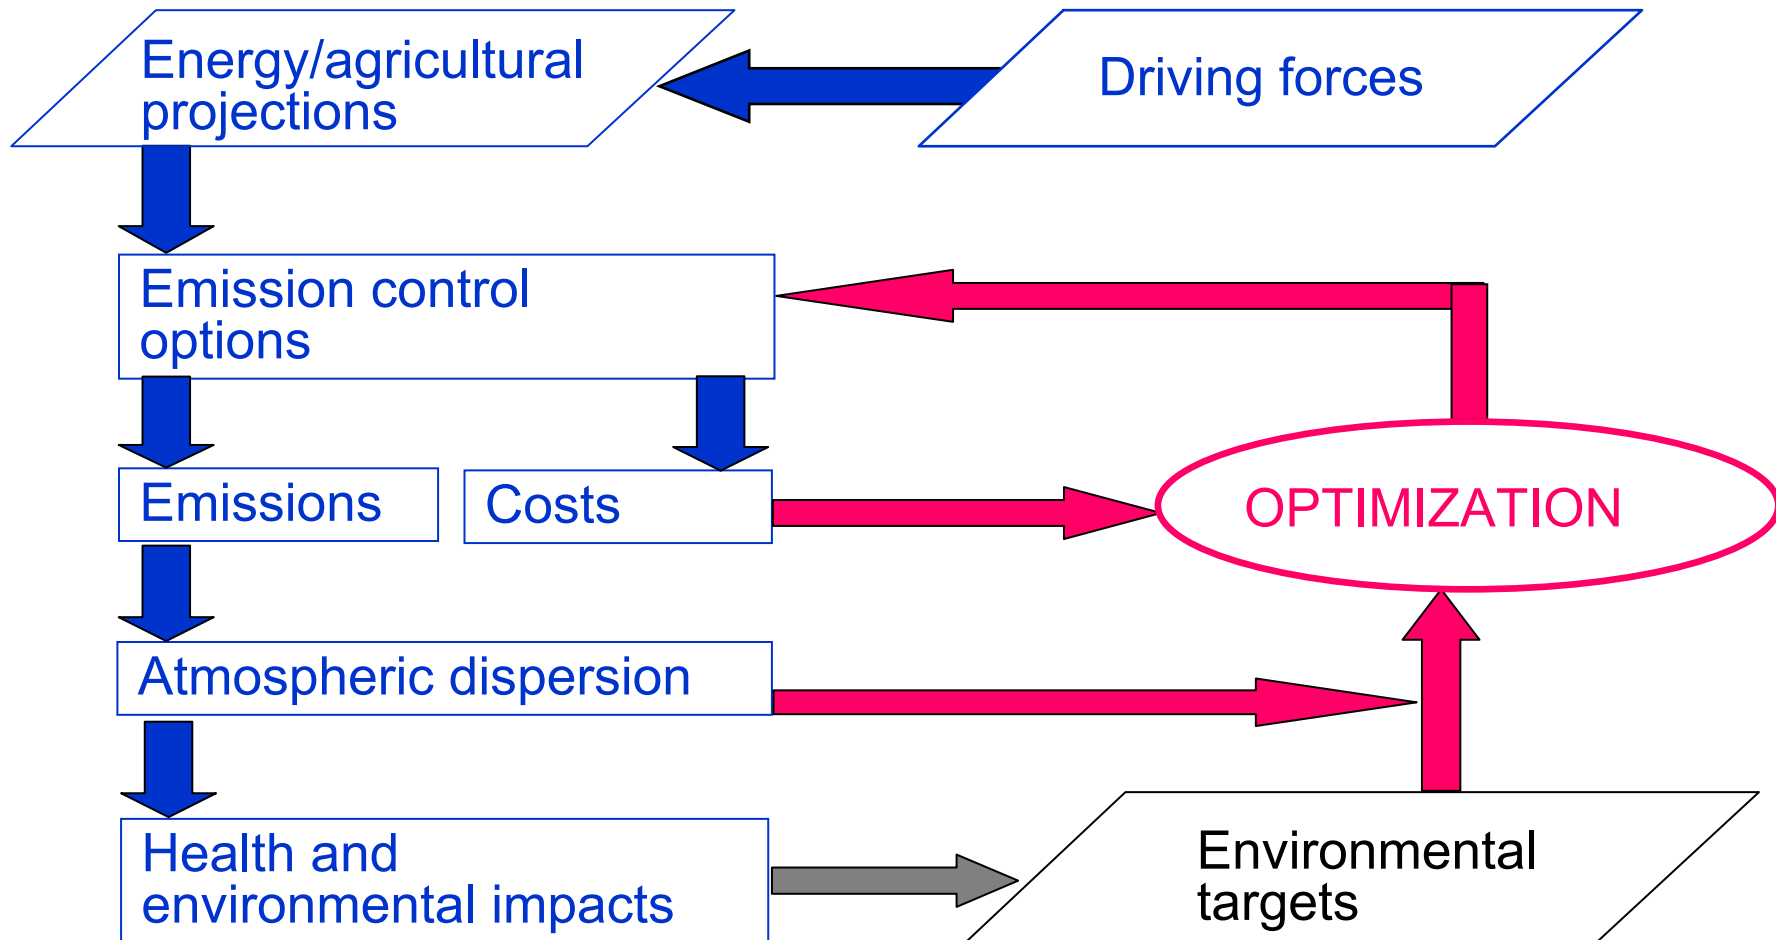 Energy/agricultural
projections
Driving forces
Emission control
options
Emissions
Costs
OPTIMIZATION
Atmospheric dispersion
Health and
environmental impacts
Environmental
targets